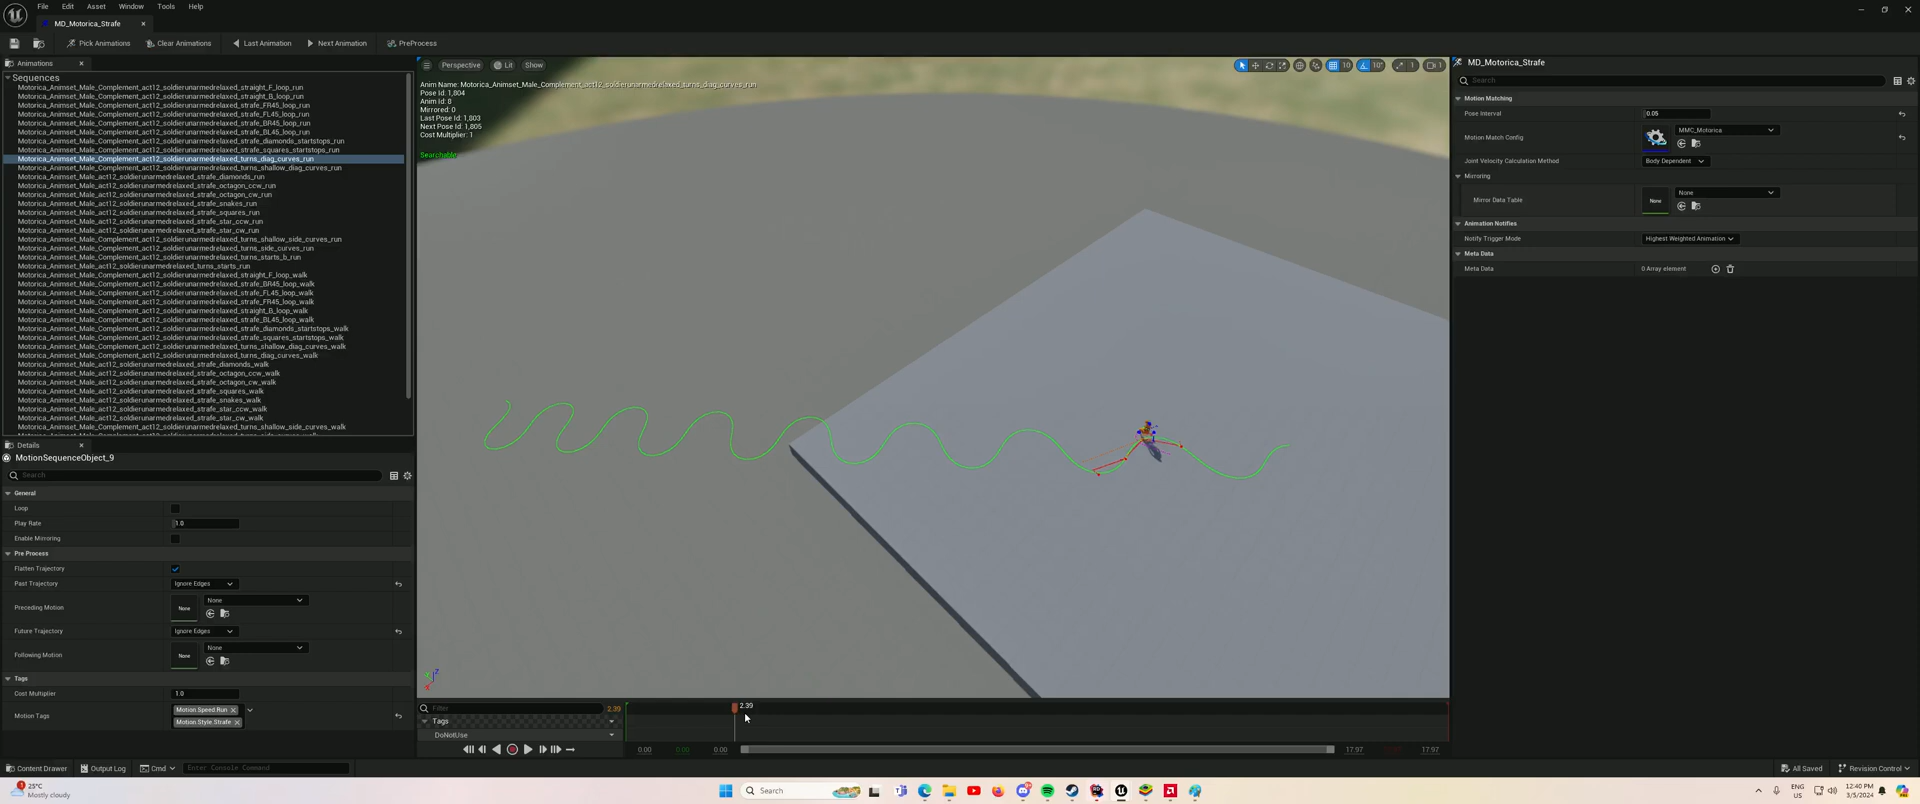 File Edit Asset Window Tools Help
MD_Motorica_Strafe
Pick Animations Clear Animations Last Animation Next Animation PreProcess
Animations
Sequences
Motorica_Animset_Male_Complement_act12_soldierunarmedrelaxed_straight_F_loop_run
Motorica_Animset_Male_Complement_act12_soldierunarmedrelaxed_straight_B_loop_run
Motorica_Animset_Male_Complement_act12_soldierunarmedrelaxed_strafe_FR45_loop_run
Motorica_Animset_Male_Complement_act12_soldierunarmedrelaxed_strafe_FL45_loop_run
Motorica_Animset_Male_Complement_act12_soldierunarmedrelaxed_strafe_BR45_loop_run
Motorica_Animset_Male_Complement_act12_soldierunarmedrelaxed_strafe_BL45_loop_run
Motorica_Animset_Male_Complement_act12_soldierunarmedrelaxed_strafe_diamonds_startstops_run
Motorica_Animset_Male_Complement_act12_soldierunarmedrelaxed_strafe_squares_startstops_run
Motorica_Animset_Male_Complement_act12_soldierunarmedrelaxed_turns_diag_curves_run
Motorica_Animset_Male_Complement_act12_soldierunarmedrelaxed_turns_shallow_diag_curves_run
Motorica_Animset_Male_act12_soldierunarmedrelaxed_strafe_diamonds_run
Motorica_Animset_Male_act12_soldierunarmedrelaxed_strafe_octagon_ccw_run
Motorica_Animset_Male_act12_soldierunarmedrelaxed_strafe_octagon_cw_run
Motorica_Animset_Male_act12_soldierunarmedrelaxed_strafe_snakes_run
Motorica_Animset_Male_act12_soldierunarmedrelaxed_strafe_squares_run
Motorica_Animset_Male_act12_soldierunarmedrelaxed_strafe_star_ccw_run
Motorica_Animset_Male_act12_soldierunarmedrelaxed_strafe_star_cw_run
Motorica_Animset_Male_Complement_act12_soldierunarmedrelaxed_turns_shallow_side_curves_run
Motorica_Animset_Male_Complement_act12_soldierunarmedrelaxed_turns_side_curves_run
Motorica_Animset_Male_Complement_act12_soldierunarmedrelaxed_turns_starts_b_run
Motorica_Animset_Male_act12_soldierunarmedrelaxed_turns_starts_run
Motorica_Animset_Male_Complement_act12_soldierunarmedrelaxed_straight_F_loop_walk
Motorica_Animset_Male_Complement_act12_soldierunarmedrelaxed_strafe_BR45_loop_walk
Motorica_Animset_Male_Complement_act12_soldierunarmedrelaxed_strafe_FL45_loop_walk
Motorica_Animset_Male_Complement_act12_soldierunarmedrelaxed_strafe_FR45_loop_walk
Motorica_Animset_Male_Complement_act12_soldierunarmedrelaxed_straight_B_loop_walk
Motorica_Animset_Male_Complement_act12_soldierunarmedrelaxed_strafe_BL45_loop_walk
Motorica_Animset_Male_Complement_act12_soldierunarmedrelaxed_strafe_diamonds_startstops_walk
Motorica_Animset_Male_Complement_act12_soldierunarmedrelaxed_strafe_squares_startstops_walk
Motorica_Animset_Male_Complement_act12_soldierunarmedrelaxed_turns_shallow_diag_curves_walk
Motorica_Animset_Male_Complement_act12_soldierunarmedrelaxed_turns_diag_curves_walk
Motorica_Animset_Male_act12_soldierunarmedrelaxed_strafe_diamonds_walk
Motorica_Animset_Male_act12_soldierunarmedrelaxed_strafe_octagon_ccw_walk
Motorica_Animset_Male_act12_soldierunarmedrelaxed_strafe_octagon_cw_walk
Motorica_Animset_Male_act12_soldierunarmedrelaxed_strafe_squares_walk
Motorica_Animset_Male_act12_soldierunarmedrelaxed_strafe_snakes_walk
Motorica_Animset_Male_act12_soldierunarmedrelaxed_strafe_star_ccw_walk
Motorica_Animset_Male_act12_soldierunarmedrelaxed_strafe_star_cw_walk
Motorica_Animset_Male_Complement_act12_soldierunarmedrelaxed_turns_shallow_side_curves_walk
Details
MotionSequenceObject_9
Search
General
Loop
Play Rate 1.0
Enable Mirroring
Pre Process
Flatten Trajectory
Past Trajectory Ignore Edges
Preceding Motion None None
Future Trajectory Ignore Edges
Following Motion None None
Tags
Cost Multiplier 1.0
Motion Tags Motion.Speed.Run
Motion.Style.Strafe
Perspective Lit Show
10 10° 1 1
Anim Name: Motorica_Animset_Male_Complement_act12_soldierunarmedrelaxed_turns_diag_curves_run
Pose Id: 1,804
Anim Id: 8
Mirrored: 0
Last Pose Id: 1,803
Next Pose Id: 1,805
Cost Multiplier: 1
Searchable
Filter 2.39 2.39
Tags
DoNotUse
0.00 0.00 0.00 17.97 17.97
MD_Motorica_Strafe
Search
Motion Matching
Pose Interval 0.05
Motion Match Config MMC_Motorica
Joint Velocity Calculation Method Body Dependent
Mirroring
Mirror Data Table None None
Animation Notifies
Notify Trigger Mode Highest Weighted Animation
Meta Data
Meta Data 0 Array element
Content Drawer Output Log Cmd Enter Console Command All Saved Revision Control
25°C
Mostly cloudy
Search
ENG
US
12:40 PM
3/5/2024